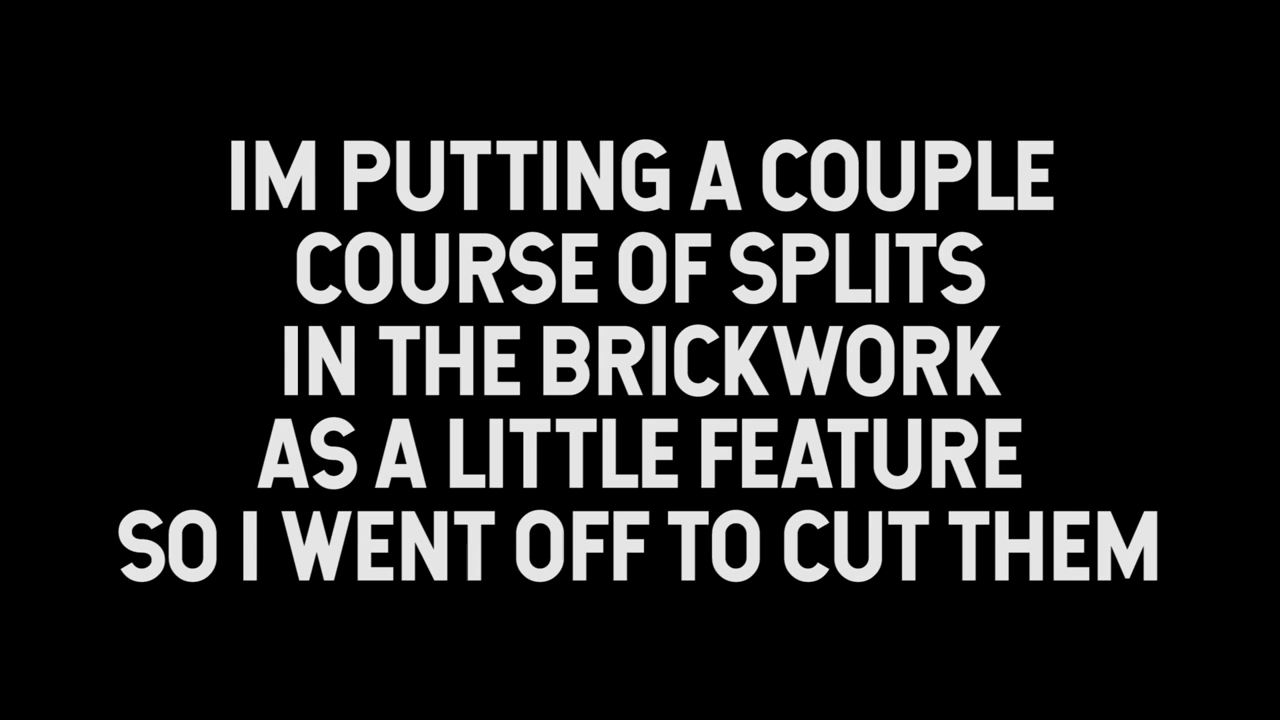 IM PUTTING A COUPLE
COURSE OF SPLITS
IN THE BRICKWORK
AS A LITTLE FEATURE
SO I WENT OFF TO CUT THEM